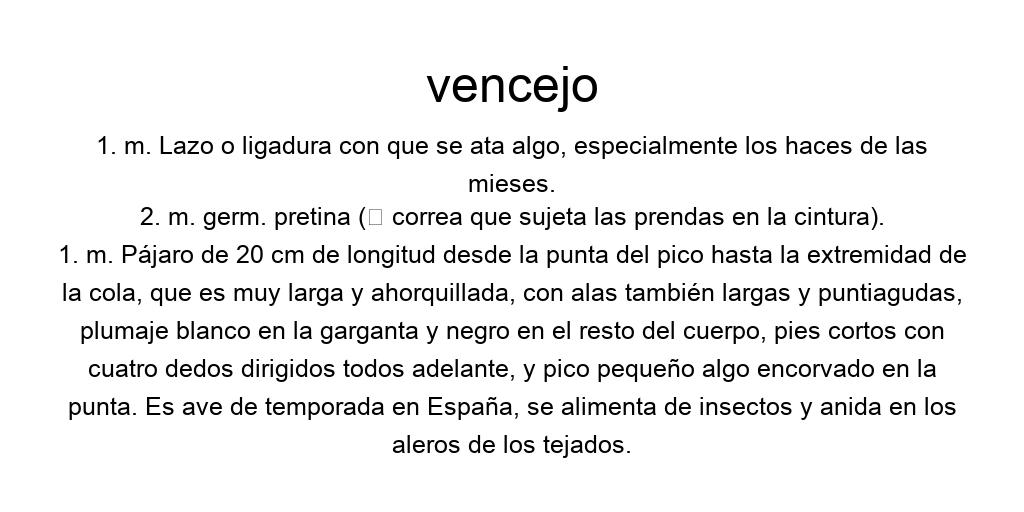 vencejo
1. m. Lazo o ligadura con que se ata algo, especialmente los haces de las
mieses.
2. m. germ. pretina (▯ correa que sujeta las prendas en la cintura).
1. m. Pájaro de 20 cm de longitud desde la punta del pico hasta la extremidad de
la cola, que es muy larga y ahorquillada, con alas también largas y puntiagudas,
plumaje blanco en la garganta y negro en el resto del cuerpo, pies cortos con
cuatro dedos dirigidos todos adelante, y pico pequeño algo encorvado en la
punta. Es ave de temporada en España, se alimenta de insectos y anida en los
aleros de los tejados.